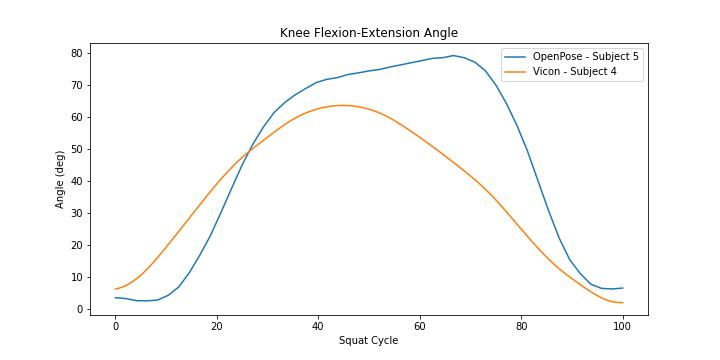 Knee Flexion-Extension Angle
OpenPose - Subject 5
Vicon - Subject 4
80
70
60
50
40
30
20
10
0
Angle (deg)
0 20 40 60 80 100
Squat Cycle